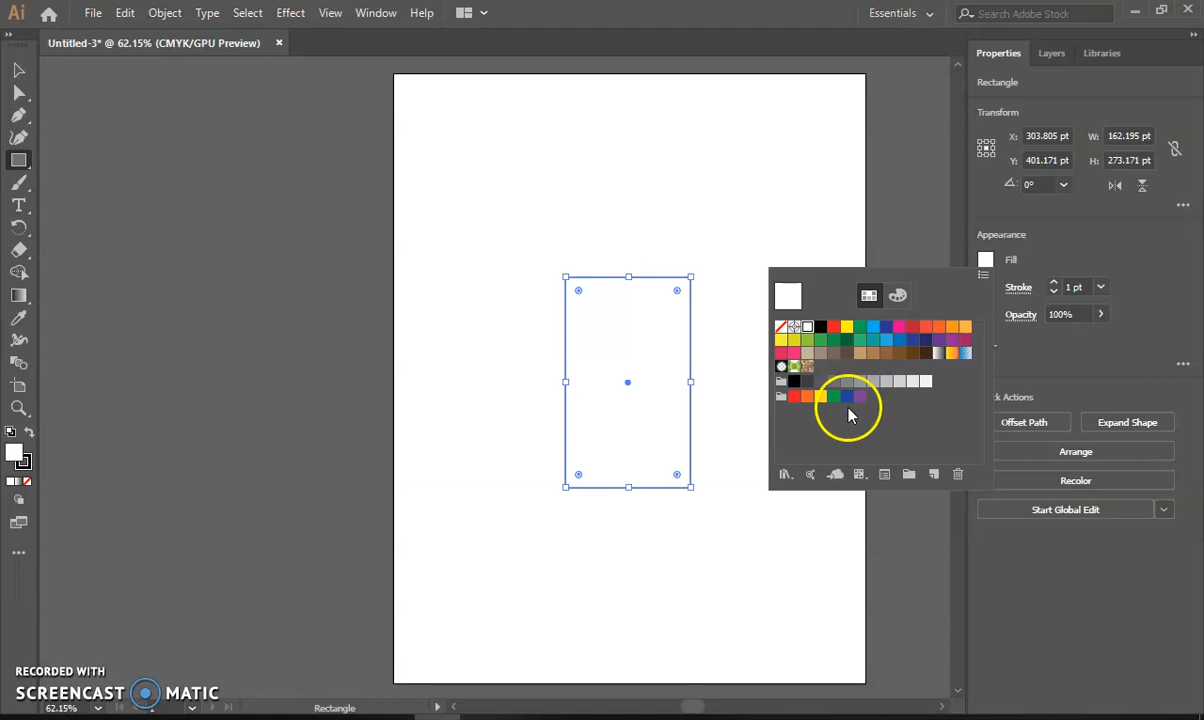 Ai File Edit Object Type Select Effect View Window Help Essentials Search Adobe Stock
Untitled-3* @ 62.15% (CMYK/GPU Preview) ×
Properties Layers Libraries
Rectangle
Transform
X: 303.805 pt W: 162.195 pt
Y: 401.171 pt H: 273.171 pt
0°
Appearance
Fill
Stroke 1 pt
Opacity 100%
ck Actions
Offset Path Expand Shape
Arrange
Recolor
Start Global Edit
T
RECORDED WITH
SCREENCAST MATIC
62.15% Rectangle